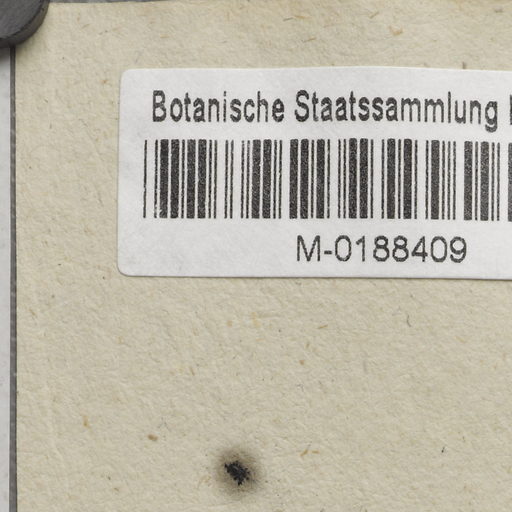 Botanische Staatssammlung
M-0188409